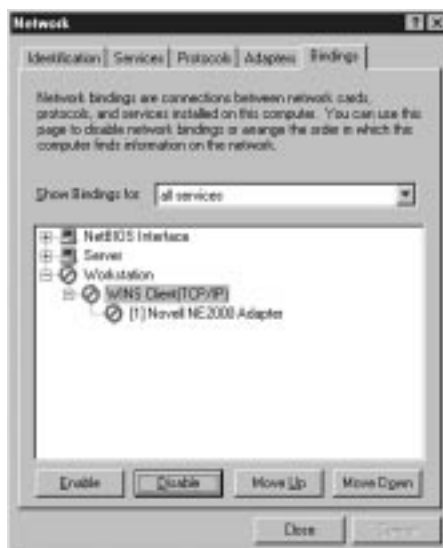 Network
Identification Services Protocols Adapters Bindings
Network bindings are connections between network cards,
protocols, and services installed on this computer. You can use this
page to disable network bindings or arrange the order in which this
computer finds information on the network.
Show Bindings for: all services
NetBIOS Interface
Server
Workstation
WINS Client(TCP/IP)
[1] Novell NE2000 Adapter
Enable Disable Move Up Move Down
Close